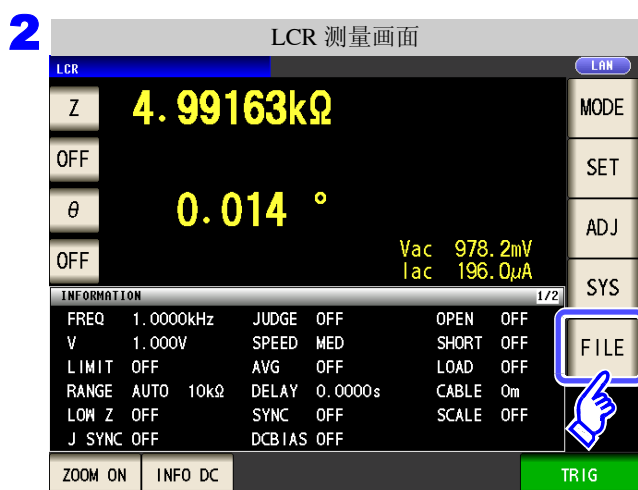 2
LCR 测量画面
LCR
LAN
Z
4.99163kΩ
MODE
OFF
SET
θ
0.014 °
ADJ
OFF
Vac 978.2mV
Iac 196.0μA
SYS
INFORMATION 1/2
FREQ 1.0000kHz JUDGE OFF OPEN OFF
V 1.000V SPEED MED SHORT OFF
FILE
LIMIT OFF AVG OFF LOAD OFF
RANGE AUTO 10kΩ DELAY 0.0000s CABLE 0m
LOW Z OFF SYNC OFF SCALE OFF
J SYNC OFF DCBIAS OFF
ZOOM ON INFO DC TRIG